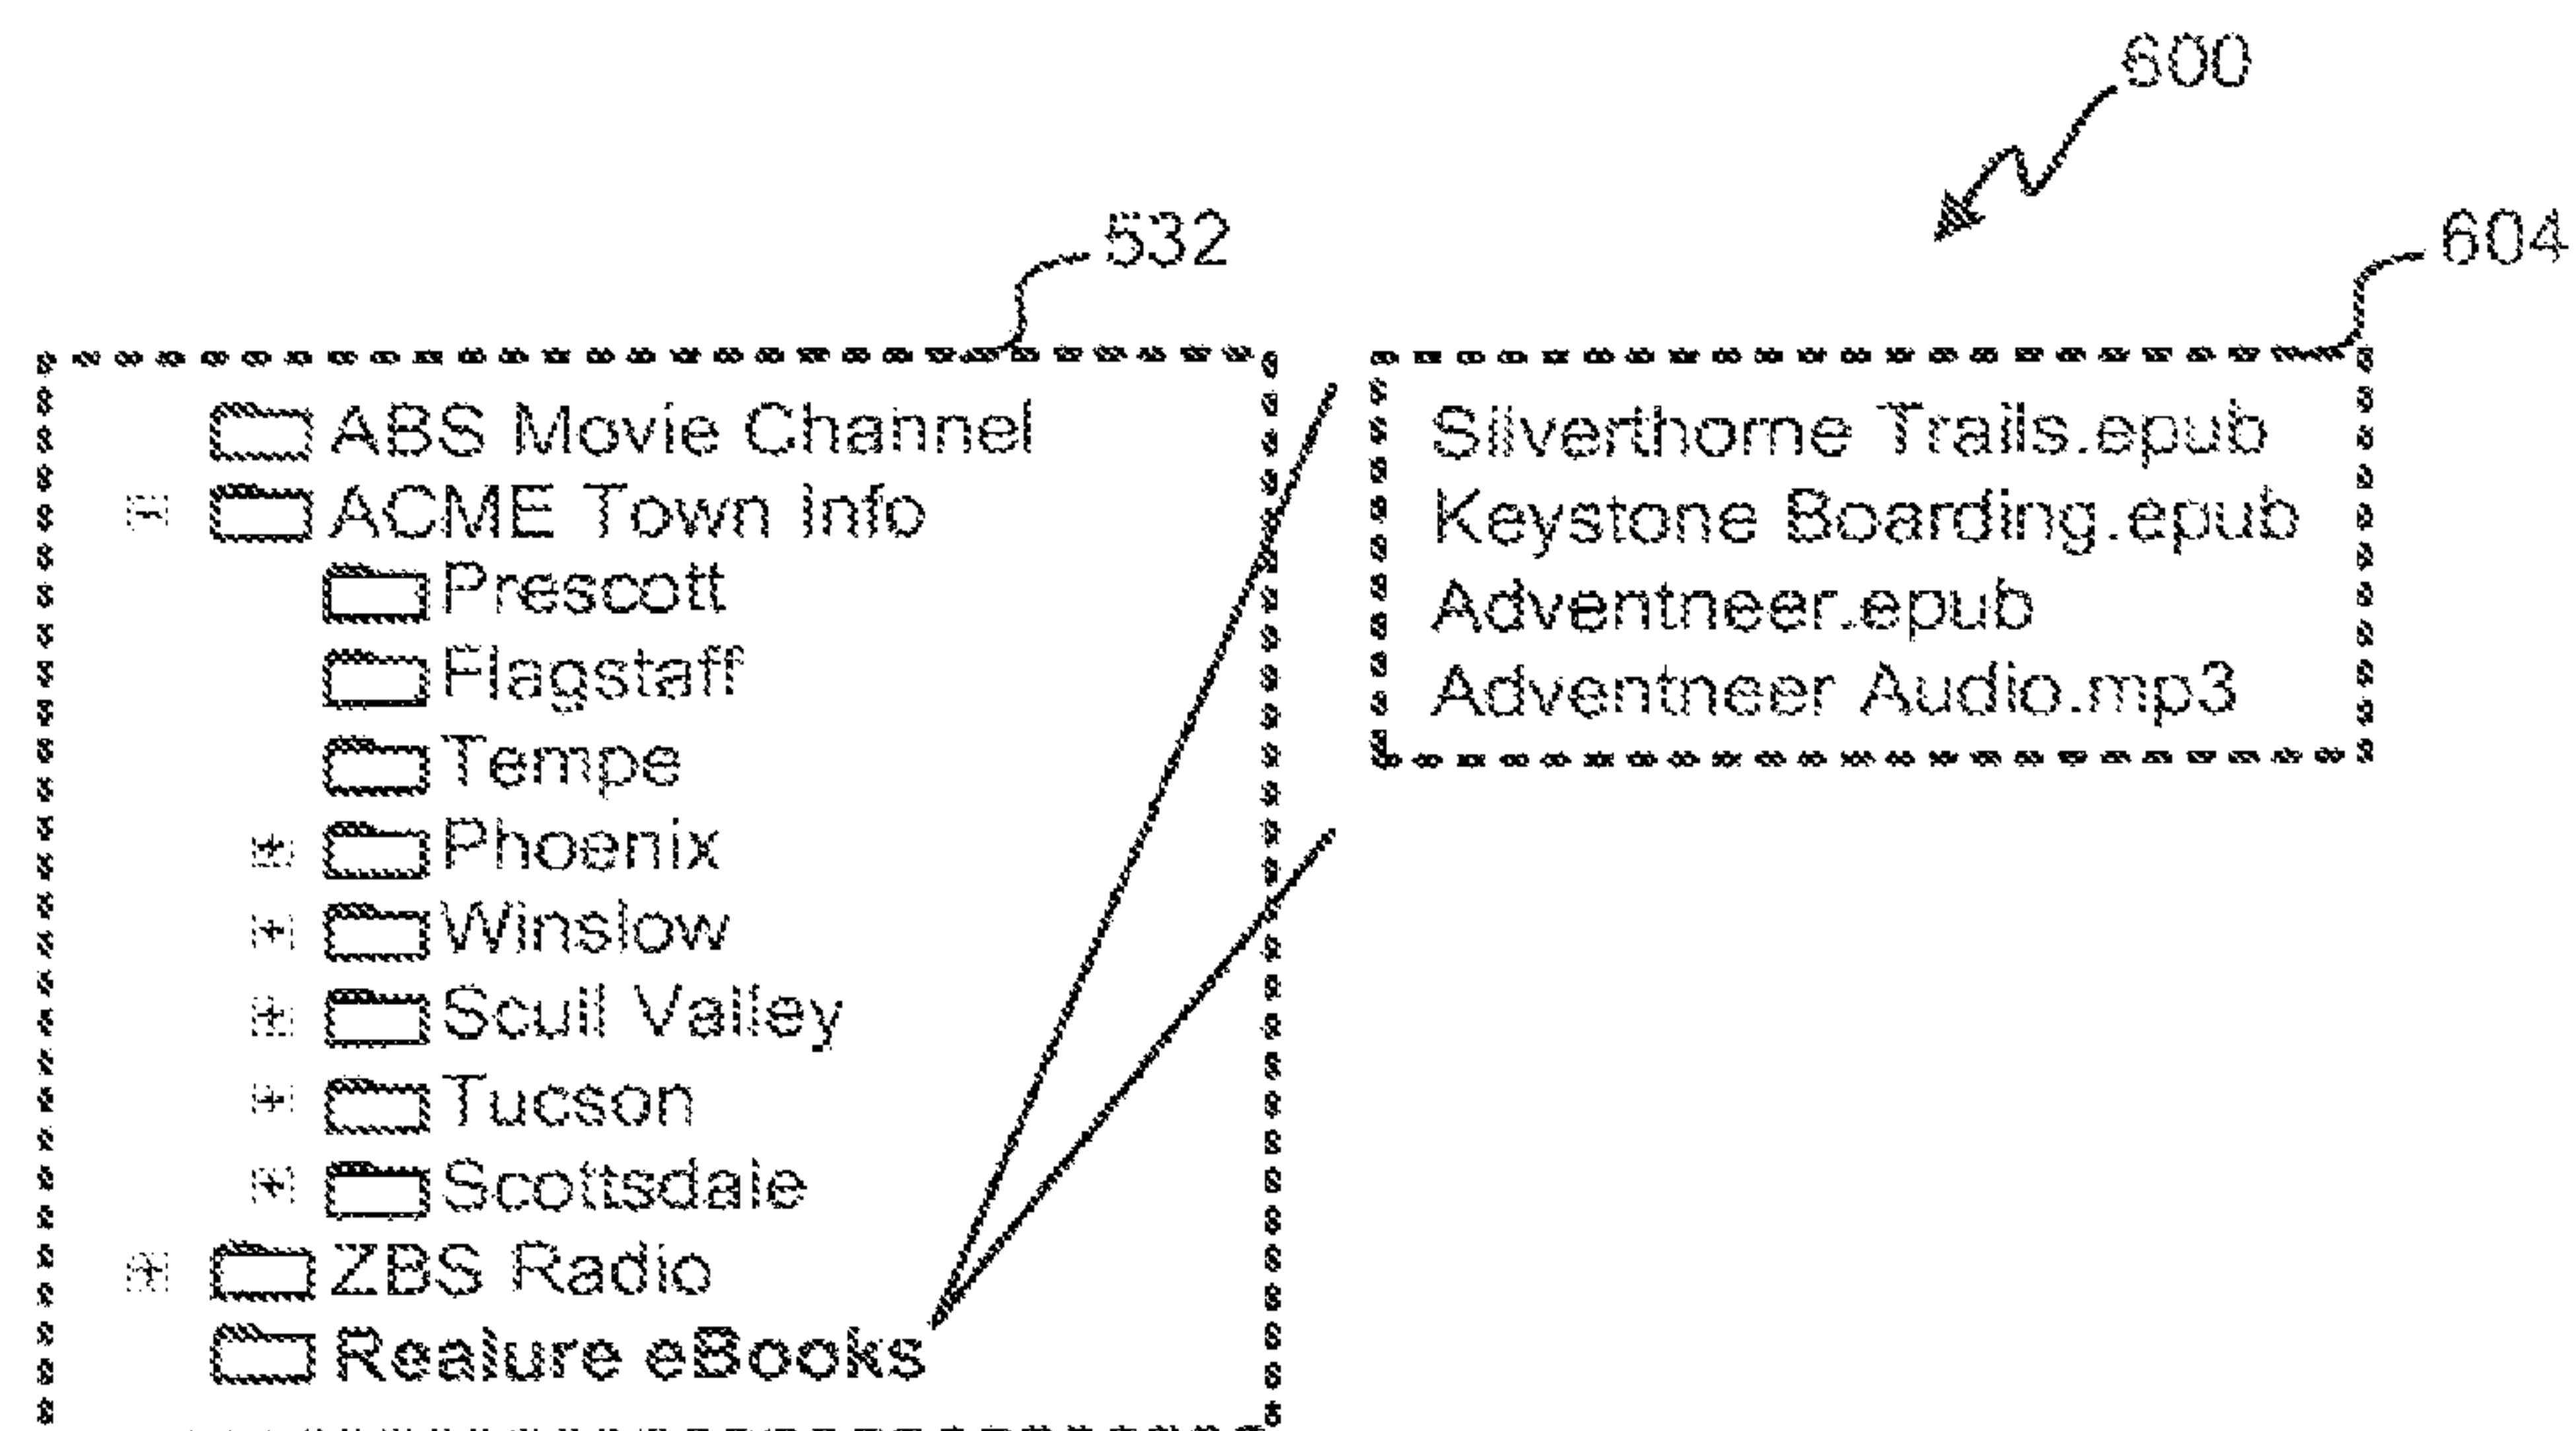 600
532
604
ABS Movie Channel
ACME Town Info
Prescott
Flagstaff
Tempe
Phoenix
Winslow
Scull Valley
Tucson
Scottsdale
ZBS Radio
Realure eBooks
Silverthorne Trails.epub
Keystone Boarding.epub
Adventneer.epub
Adventneer Audio.mp3